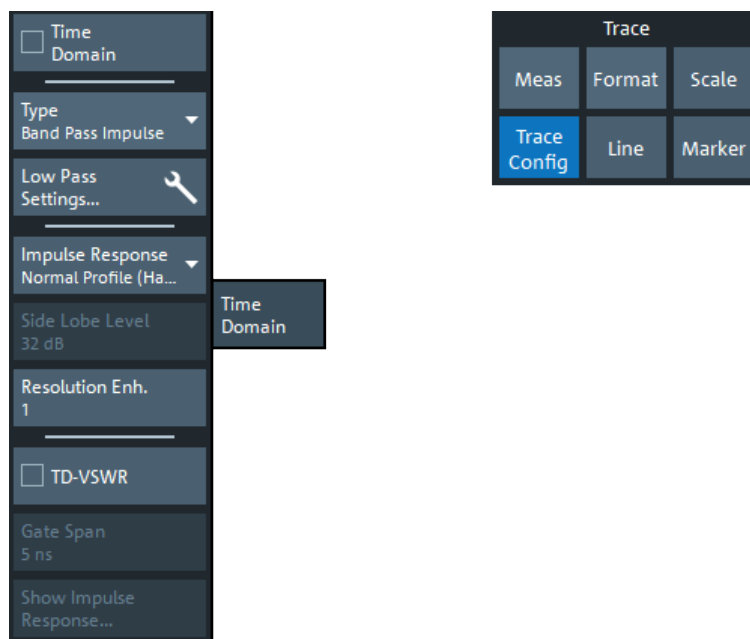 Time
Domain
Type
Band Pass Impulse
Low Pass
Settings...
Impulse Response
Normal Profile (Ha...
Side Lobe Level
32 dB
Resolution Enh.
1
TD-VSWR
Gate Span
5 ns
Show Impulse
Response...
Time
Domain
Trace
Meas
Format
Scale
Trace
Config
Line
Marker